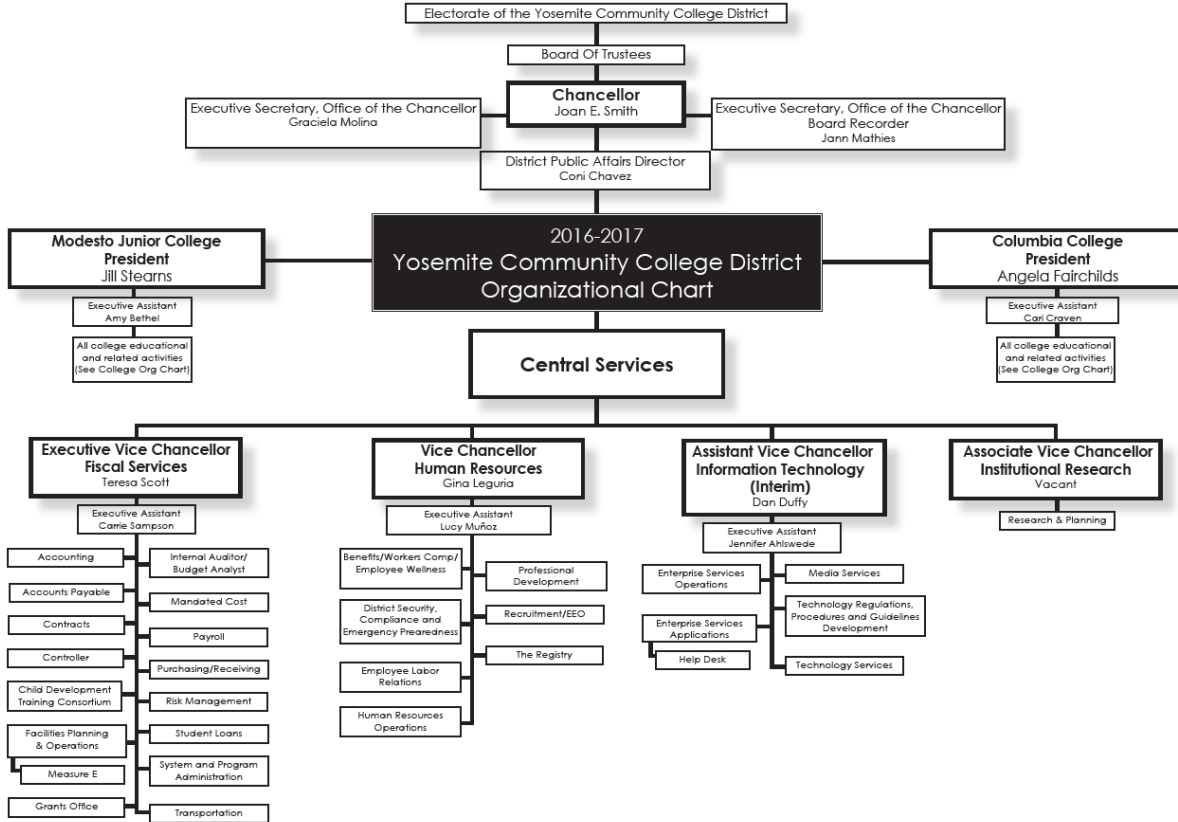 Electorate of the Yosemite Community College District
Board Of Trustees
Chancellor
Joan E. Smith
Executive Secretary, Office of the Chancellor
Graciela Molina
Executive Secretary, Office of the Chancellor
Board Recorder
Jann Mathies
District Public Affairs Director
Coni Chavez
2016-2017
Yosemite Community College District
Organizational Chart
Modesto Junior College
President
Jill Stearns
Executive Assistant
Amy Bethel
All college educational
and related activities
(See College Org Chart)
Columbia College
President
Angela Fairchilds
Executive Assistant
Cari Craven
All college educational
and related activities
(See College Org Chart)
Central Services
Executive Vice Chancellor
Fiscal Services
Teresa Scott
Executive Assistant
Carrie Sampson
Accounting
Accounts Payable
Contracts
Controller
Child Development
Training Consortium
Facilities Planning
& Operations
Measure E
Grants Office
Internal Auditor/
Budget Analyst
Mandated Cost
Payroll
Purchasing/Receiving
Risk Management
Student Loans
System and Program
Administration
Transportation
Vice Chancellor
Human Resources
Gina Leguria
Executive Assistant
Lucy Muñoz
Benefits/Workers Comp/
Employee Wellness
District Security,
Compliance and
Emergency Prearedness
Employee Labor
Relations
Human Resources
Operations
Professional
Development
Recruitment/EEO
The Registry
Assistant Vice Chancellor
Information Technology
(Interim)
Dan Duffy
Executive Assistant
Jennifer Ahlswede
Enterprise Services
Operations
Enterprise Services
Applications
Help Desk
Media Services
Technology Regulations,
Procedures and Guidelines
Development
Technology Services
Associate Vice Chancellor
Institutional Research
Vacant
Research & Planning